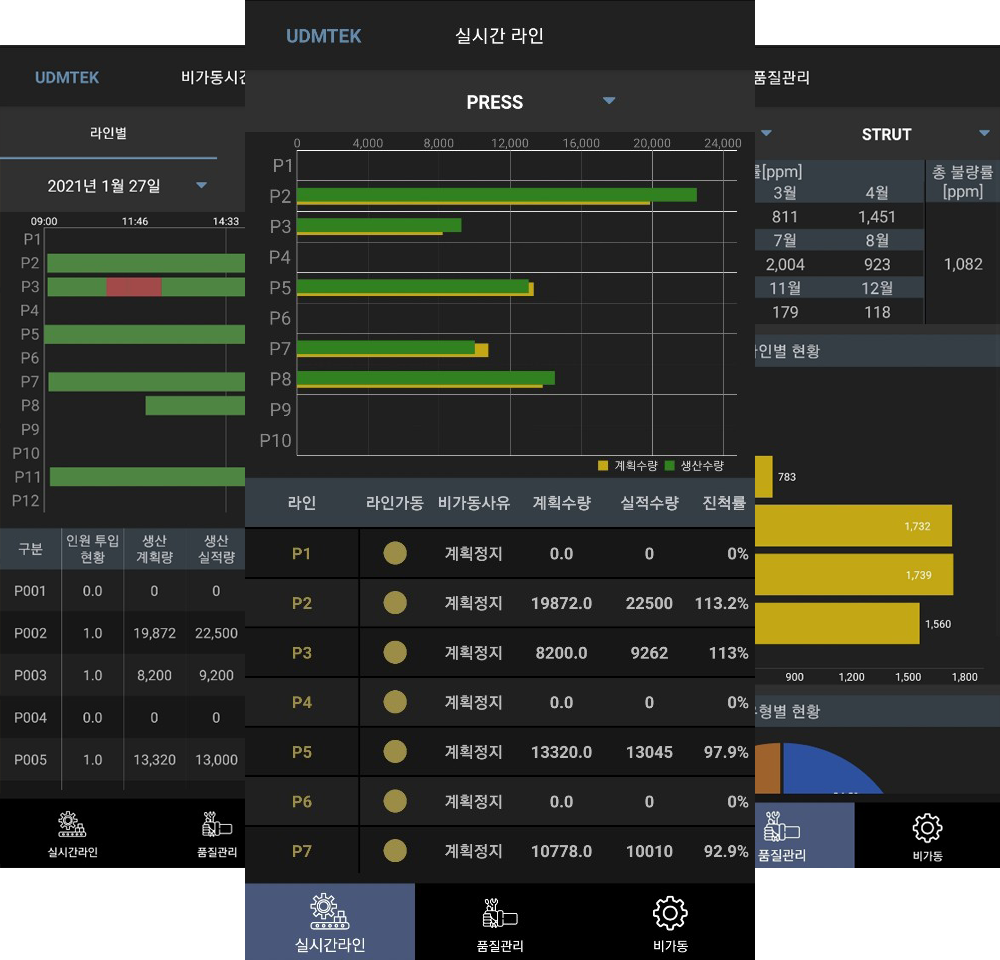 UDMTEK 비가동시간
라인별
2021년 1월 27일
09:00 11:46 14:33
P1
P2
P3
P4
P5
P6
P7
P8
P9
P10
P11
P12
구분 인원 투입 현황 생산 계획량 생산 실적량
P001 0.0 0 0
P002 1.0 19,872 22,500
P003 1.0 8,200 9,200
P004 0.0 0 0
P005 1.0 13,320 13,000
실시간라인 품질관리
UDMTEK 실시간 라인
PRESS
0 4,000 8,000 12,000 16,000 20,000 24,000
P1
P2
P3
P4
P5
P6
P7
P8
P9
P10
계획수량 생산수량
라인 라인가동 비가동사유 계획수량 실적수량 진척률
P1 계획정지 0.0 0 0%
P2 계획정지 19872.0 22500 113.2%
P3 계획정지 8200.0 9262 113%
P4 계획정지 0.0 0 0%
P5 계획정지 13320.0 13045 97.9%
P6 계획정지 0.0 0 0%
P7 계획정지 10778.0 10010 92.9%
실시간라인 품질관리 비가동
품질관리
STRUT
[ppm] 총 불량률
3월 4월 [ppm]
811 1,451
7월 8월
2,004 923 1,082
11월 12월
179 118
인별 현황
783
1,732
1,739
1,560
900 1,200 1,500 1,800
형별 현황
품질관리 비가동